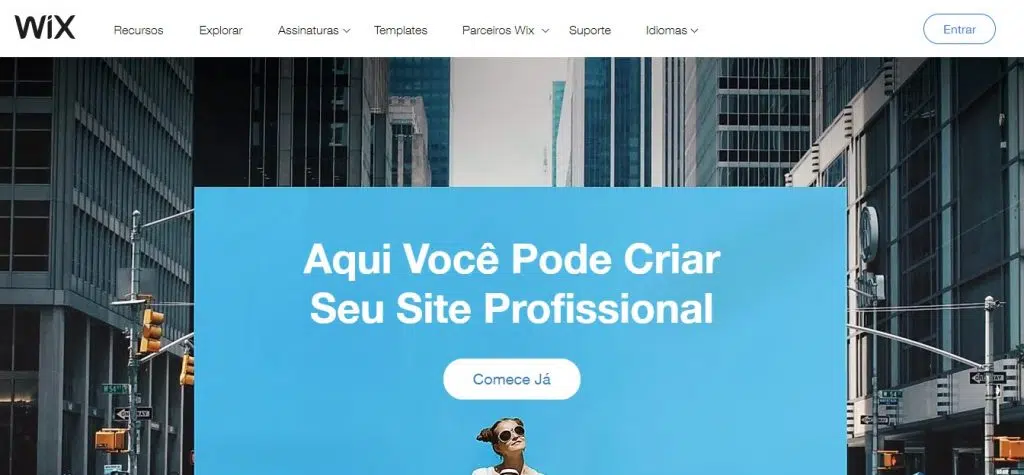 WiX
Recursos
Explorar
Assinaturas
Templates
Parceiros Wix
Suporte
Idiomas
Entrar
Aqui Você Pode Criar
Seu Site Profissional
Comece Já